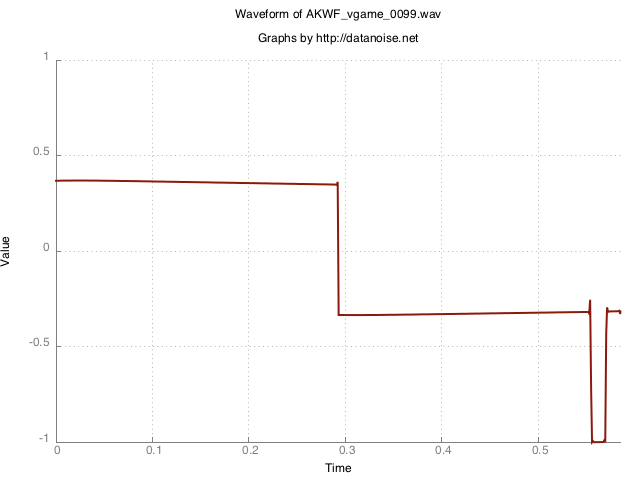 Waveform of AKWF_vgame_0099.wav
Graphs by http://datanoise.net
1
0.5
0
-0.5
-1
Value
0 0.1 0.2 0.3 0.4 0.5
Time